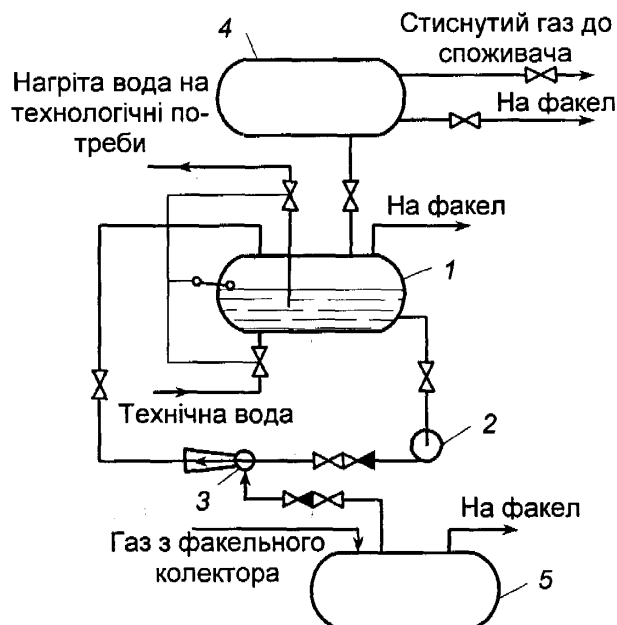 4
Стиснутий газ до
споживача
Нагріта вода на
технологічні по-
треби
На факел
На факел
1
Технічна вода
2
3
Газ з факельного
колектора
На факел
5